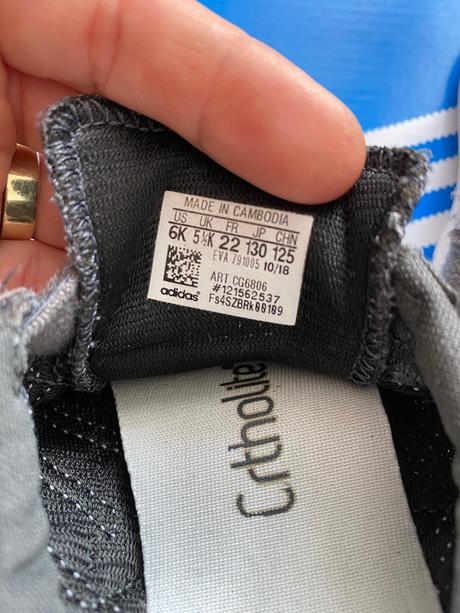 MADE IN CAMBODIA
US UK FR JP CHN
6K 5½K 22 130 125
EVA 791005 10/18
ART CG6806
#121562537
adidas Fs4SZBRk00109
Ortholite